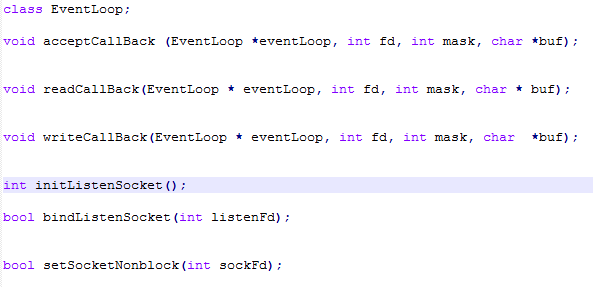 class EventLoop;
void acceptCallBack (EventLoop *eventLoop, int fd, int mask, char *buf);
void readCallBack(EventLoop * eventLoop, int fd, int mask, char * buf);
void writeCallBack(EventLoop * eventLoop, int fd, int mask, char  *buf);
int initListenSocket();
bool bindListenSocket(int listenFd);
bool setSocketNonblock(int sockFd);